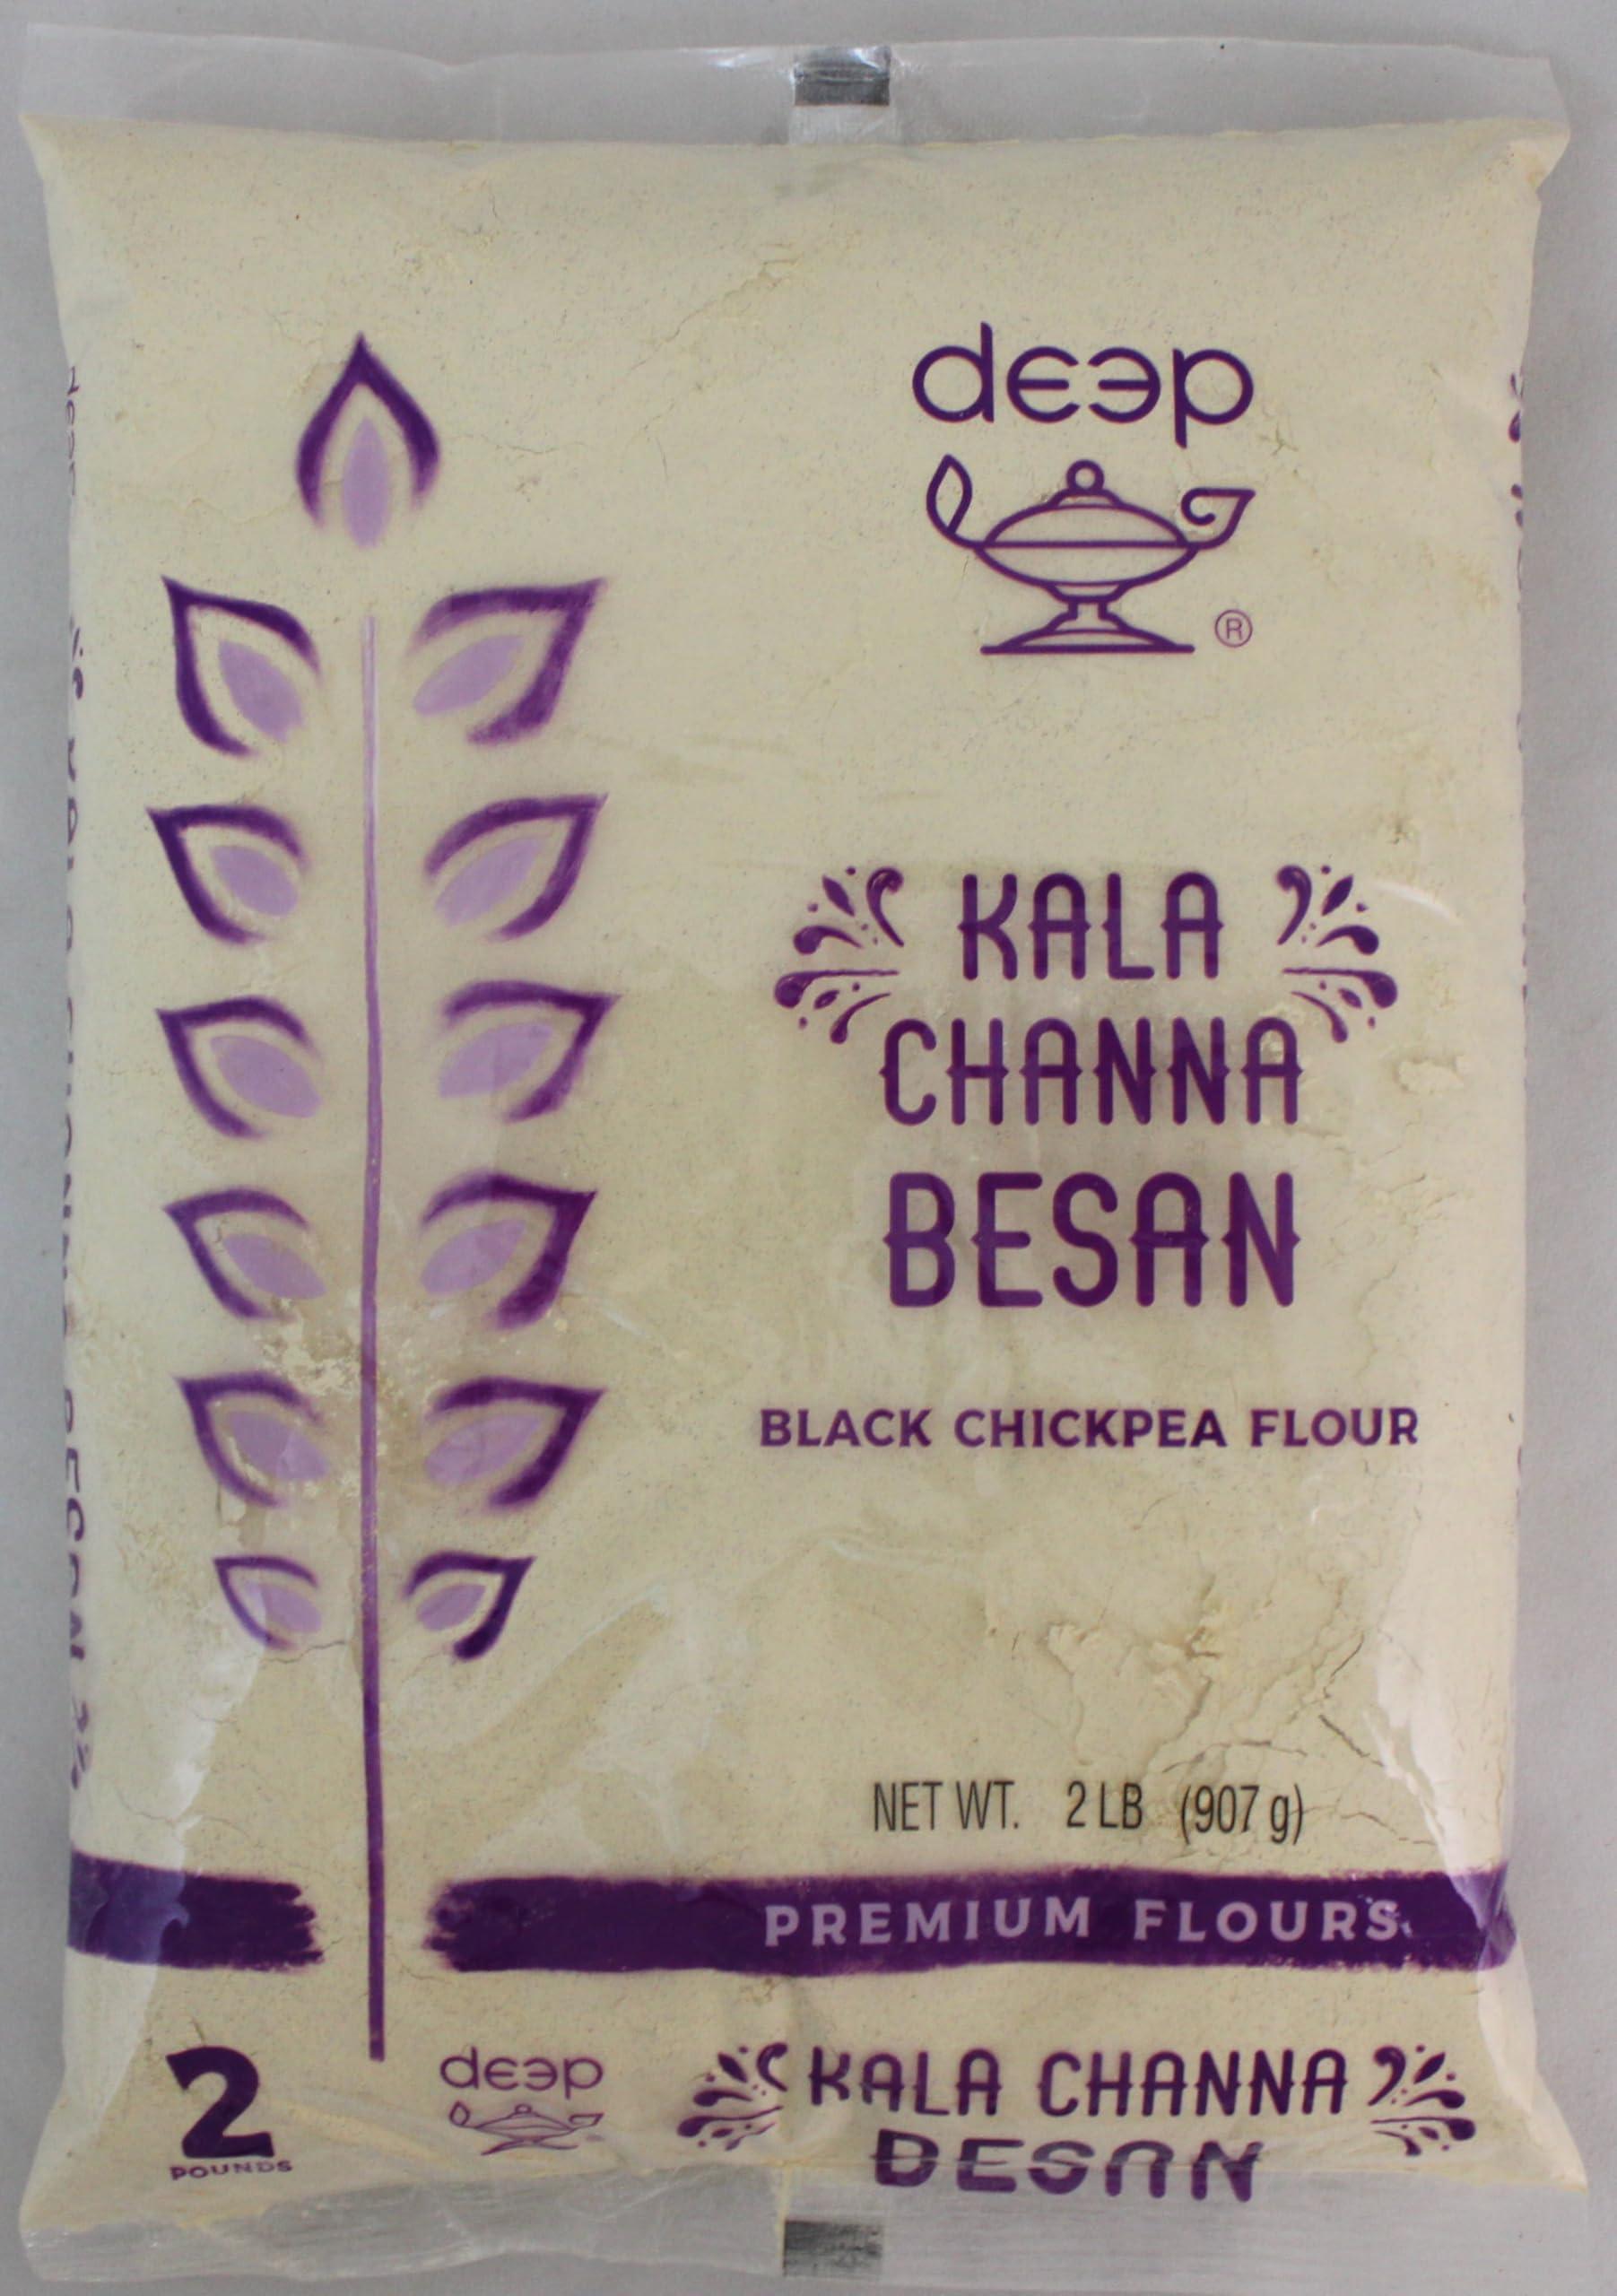 deep
®
KALA
CHANNA
BESAN
BLACK CHICKPEA FLOUR
NET WT. 2 LB (907 g)
PREMIUM FLOURS
2
POUNDS
deep
KALA CHANNA
BESAN